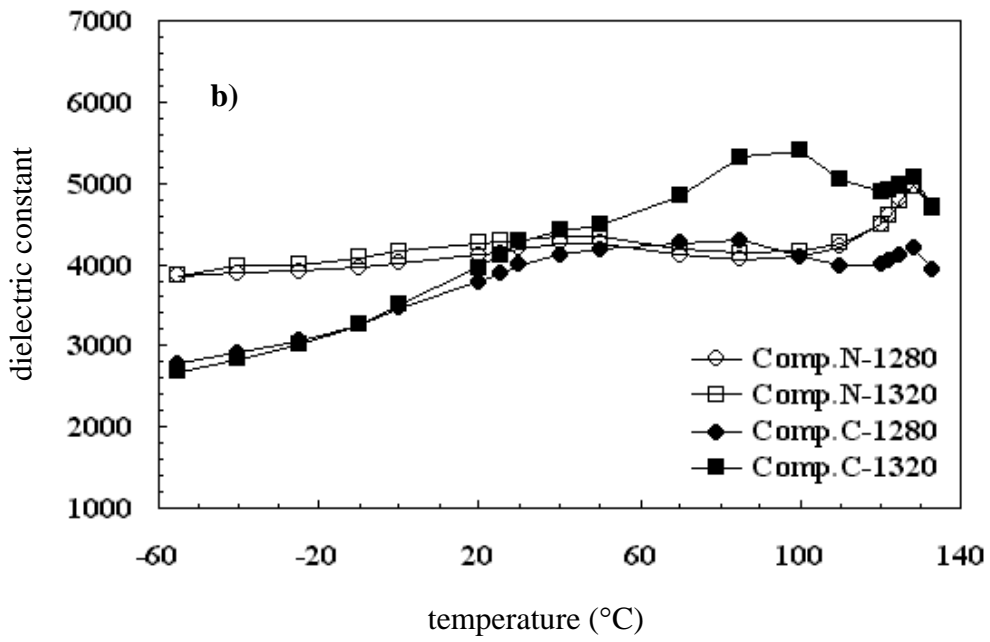 7000
6000
5000
4000
3000
2000
1000
b)
dielectric constant
Comp.N-1280
Comp.N-1320
Comp.C-1280
Comp.C-1320
-60 -20 20 60 100 140
temperature (°C)